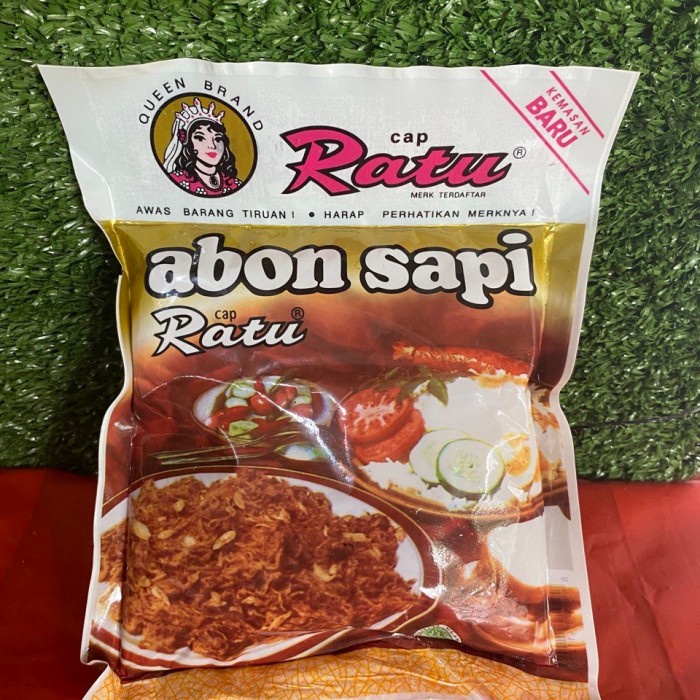 QUEEN BRAND
cap
Ratu®
MERK TERDAFTAR
KEMASAN
BARU
AWAS BARANG TIRUAN! • HARAP PERHATIKAN MERKNYA!
abon sapi
cap
Ratu®